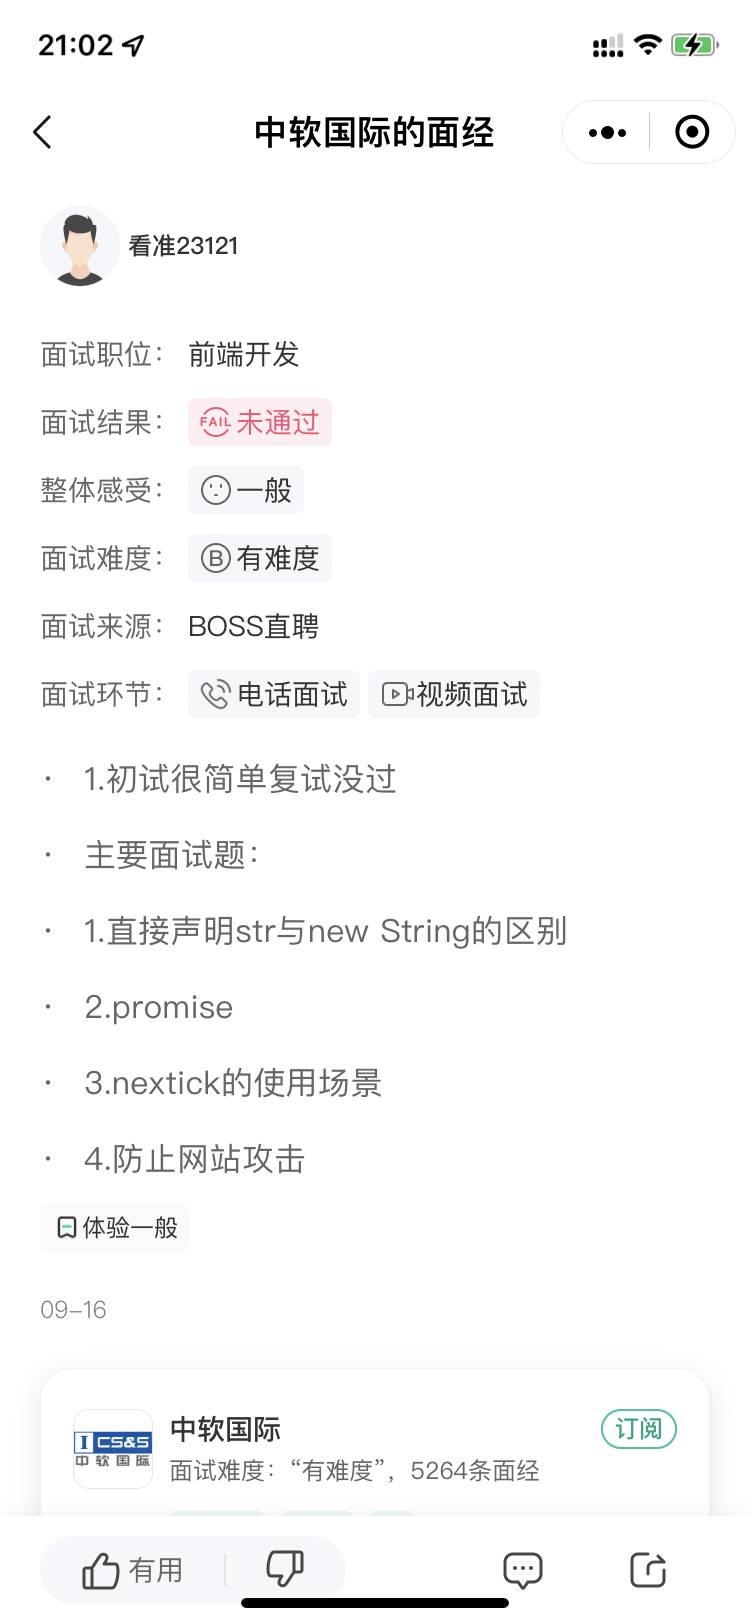 21:02
中软国际的面经
看准23121
面试职位： 前端开发
面试结果： FAIL 未通过
整体感受： 一般
面试难度： B 有难度
面试来源： BOSS直聘
面试环节： 电话面试 视频面试
· 1.初试很简单复试没过
· 主要面试题：
· 1.直接声明str与new String的区别
· 2.promise
· 3.nextick的使用场景
· 4.防止网站攻击
体验一般
09-16
I CS&S
中软国际
中软国际
订阅
面试难度：“有难度”，5264条面经
有用